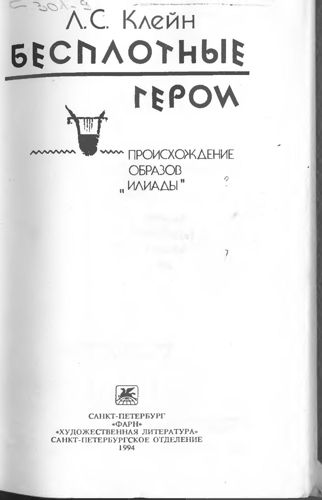 Л.С. Клейн
БЕСПЛОТНЫЕ
ГЕРОИ
ПРОИСХОЖДЕНИЕ
ОБРАЗОВ
„ИЛИАДЫ"
САНКТ-ПЕТЕРБУРГ
«ФАРН»
«ХУДОЖЕСТВЕННАЯ ЛИТЕРАТУРА»
САНКТ-ПЕТЕРБУРГСКОЕ ОТДЕЛЕНИЕ
1994